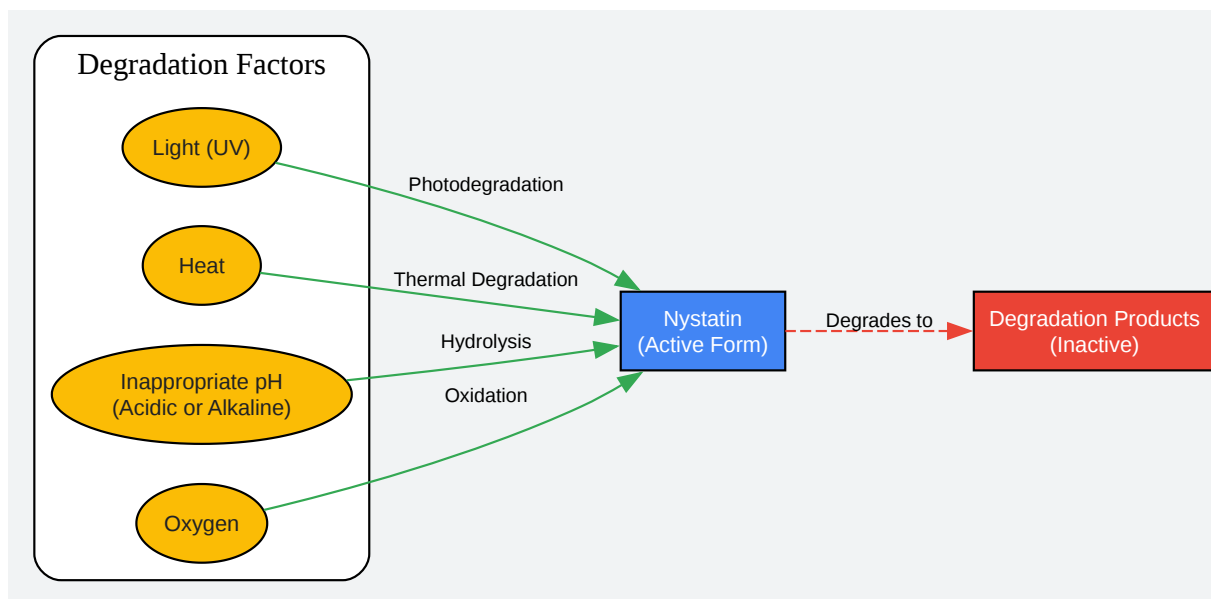 Degradation Factors
Light (UV)
Photodegradation
Heat
Thermal Degradation
Inappropriate pH
(Acidic or Alkaline)
Hydrolysis
Oxygen
Oxidation
Nystatin
(Active Form)
Degrades to
Degradation Products
(Inactive)